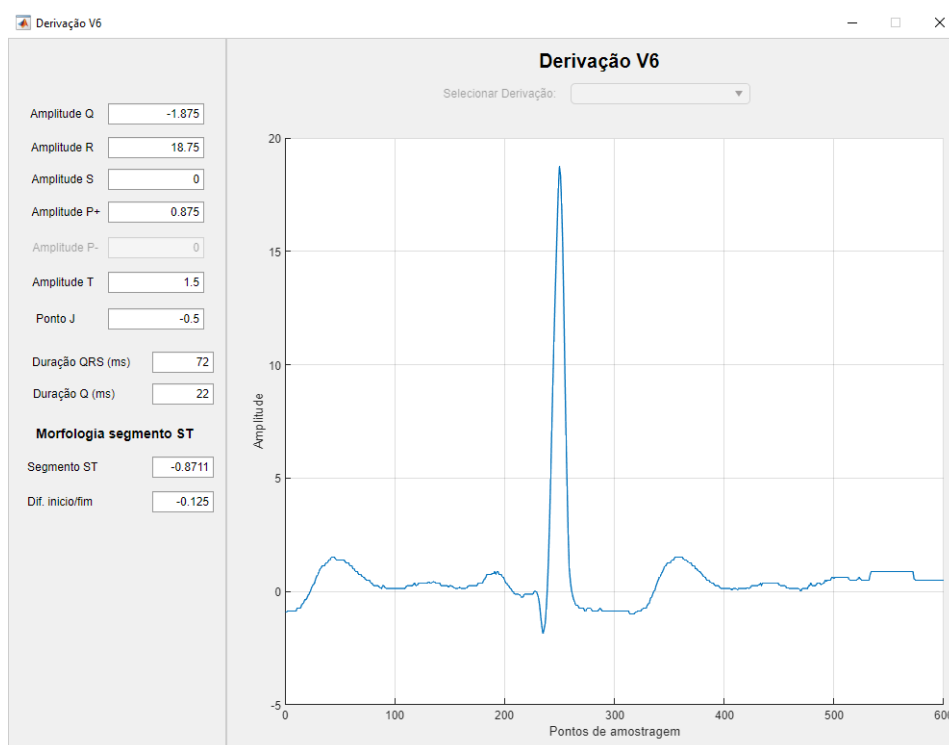 Derivação V6
Derivação V6
Selecionar Derivação:
Amplitude Q -1.875
Amplitude R 18.75
Amplitude S 0
Amplitude P+ 0.875
Amplitude P- 0
Amplitude T 1.5
Ponto J -0.5
Duração QRS (ms) 72
Duração Q (ms) 22
Morfologia segmento ST
Segmento ST -0.8711
Dif. inicio/fim -0.125
Amplitude
20
15
10
5
0
-5
0 100 200 300 400 500 600
Pontos de amostragem